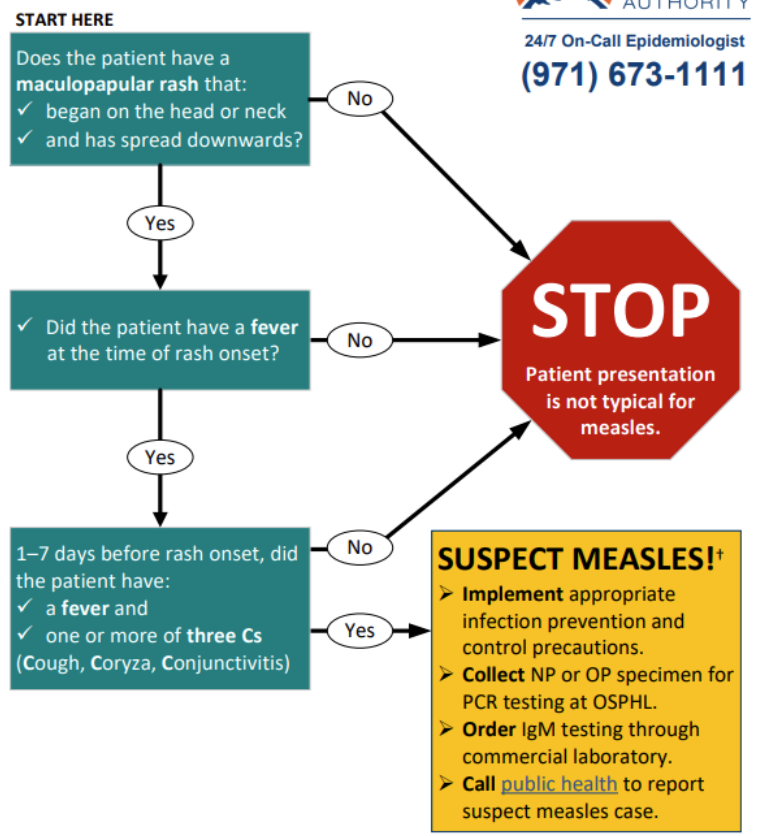 AUTHORITY
START HERE
24/7 On-Call Epidemiologist
(971) 673-1111
Does the patient have a
maculopapular rash that:
✓ began on the head or neck
✓ and has spread downwards?
No
Yes
✓ Did the patient have a fever
at the time of rash onset?
No
STOP
Patient presentation
is not typical for
measles.
Yes
1–7 days before rash onset, did
the patient have:
✓ a fever and
✓ one or more of three Cs
(Cough, Coryza, Conjunctivitis)
No
Yes
SUSPECT MEASLES!†
➢ Implement appropriate
infection prevention and
control precautions.
➢ Collect NP or OP specimen for
PCR testing at OSPHL.
➢ Order IgM testing through
commercial laboratory.
➢ Call public health to report
suspect measles case.